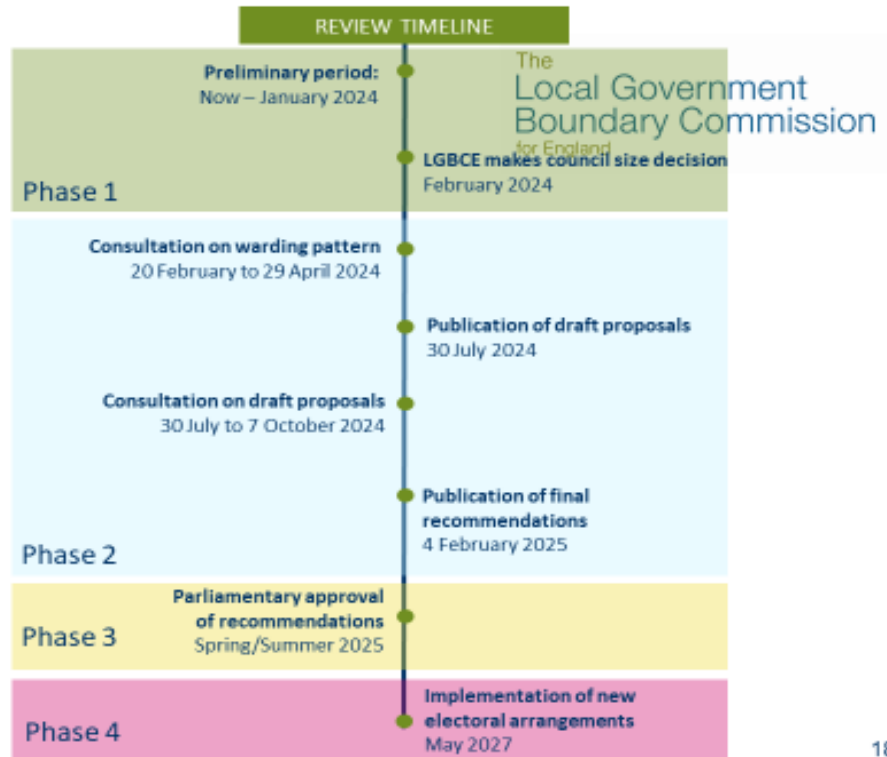 REVIEW TIMELINE
The
Local Government
Boundary Commission
for England
Preliminary period:
Now – January 2024
LGBCE makes council size decision
February 2024
Phase 1
Consultation on warding pattern
20 February to 29 April 2024
Publication of draft proposals
30 July 2024
Consultation on draft proposals
30 July to 7 October 2024
Publication of final
recommendations
4 February 2025
Phase 2
Parliamentary approval
of recommendations
Spring/Summer 2025
Phase 3
Implementation of new
electoral arrangements
May 2027
Phase 4
18